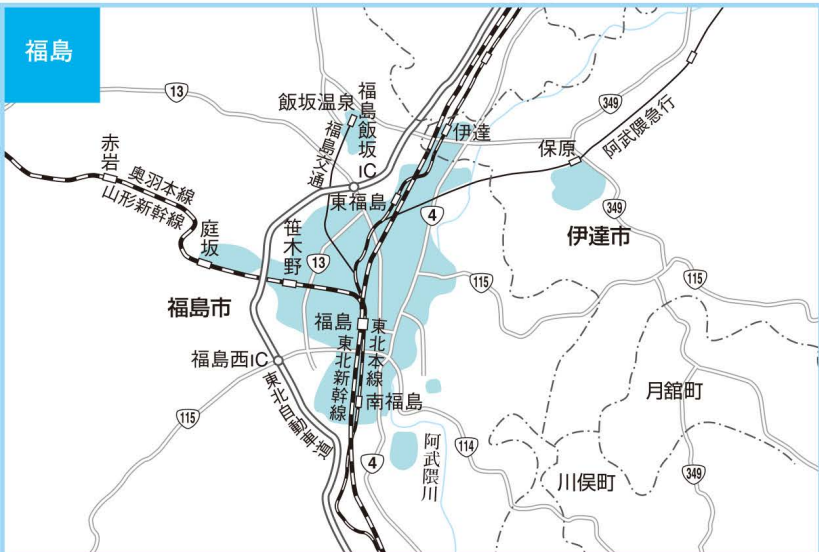 福島
13
飯坂温泉
福島飯坂IC
福島交通
伊達
349
阿武隈急行
保原
赤岩
奥羽本線
山形新幹線
東福島
4
349
伊達市
庭坂
笹木野
13
115
115
福島市
福島
東北本線
東北新幹線
福島西IC
東北自動車道
南福島
月舘町
115
阿武隈川
114
4
川俣町
349